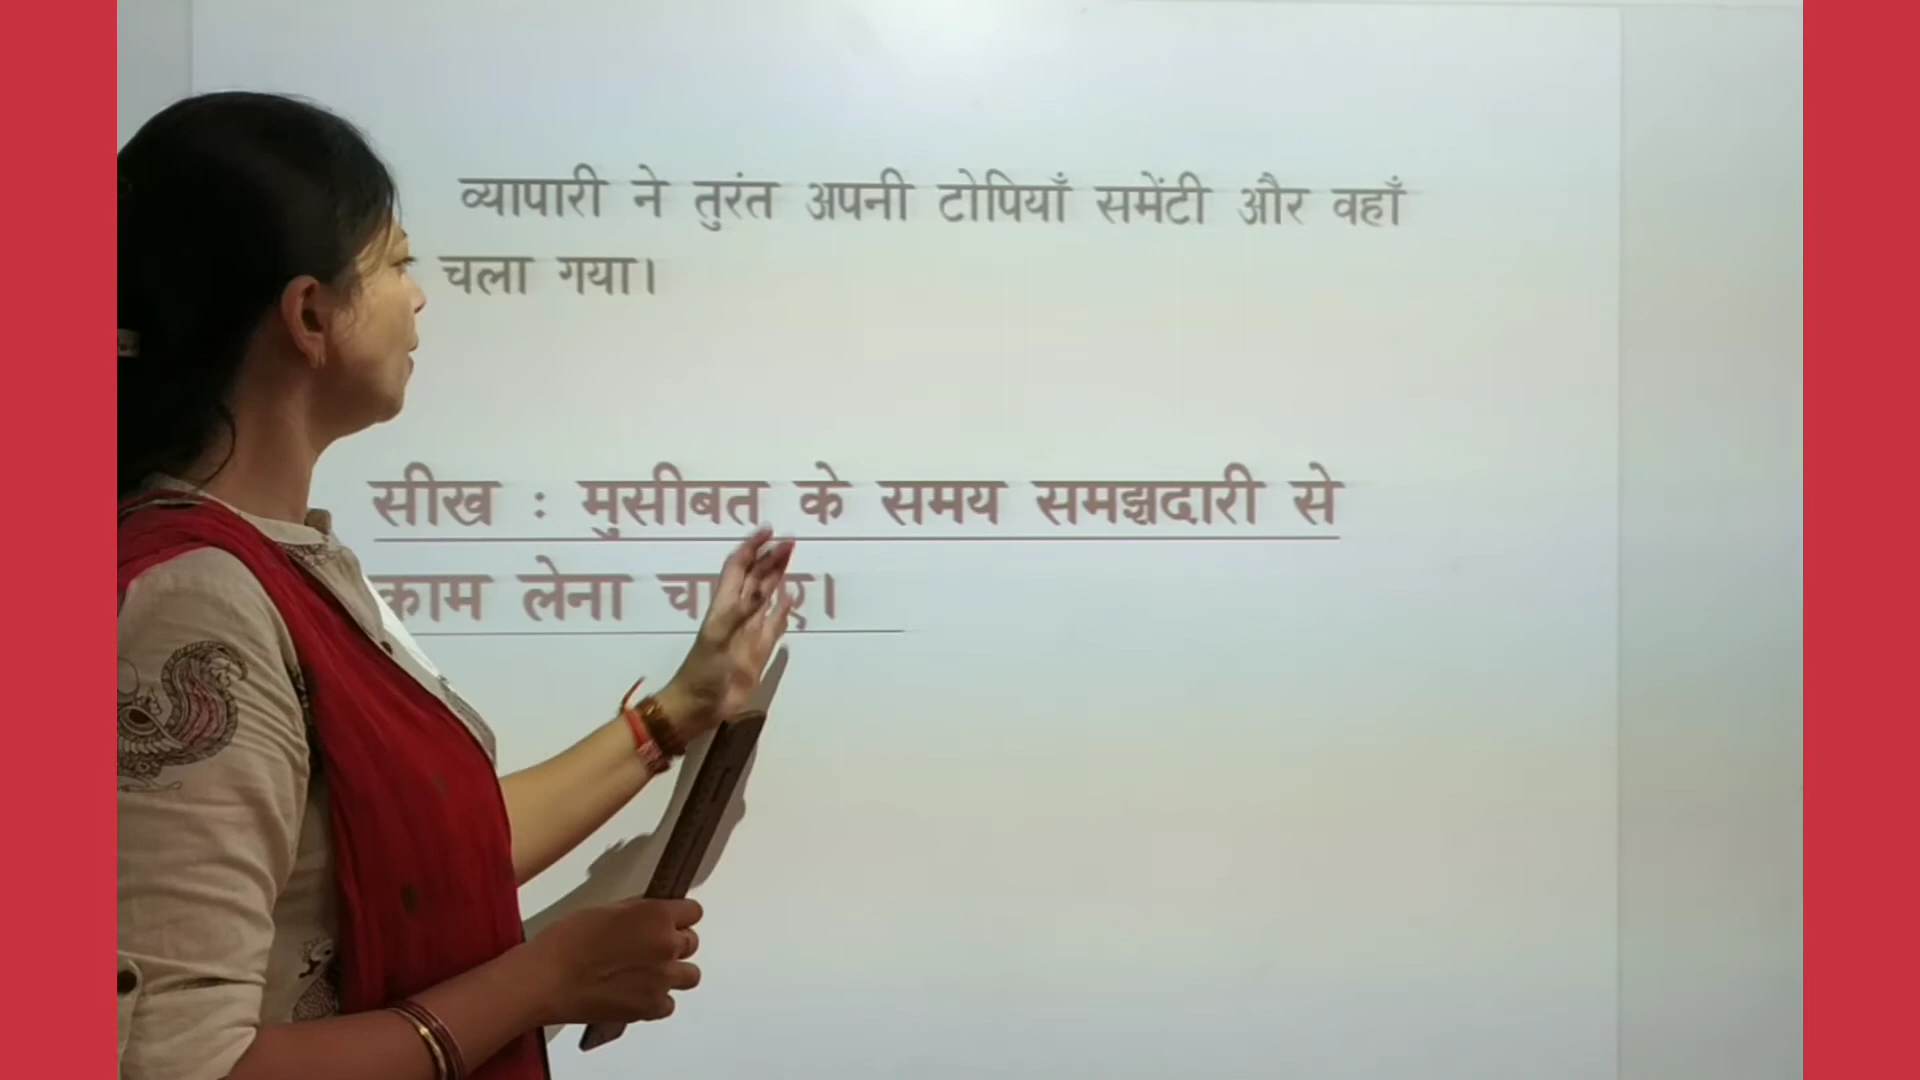 व्यापारी ने तुरंत अपनी टोपियाँ समेंटी और वहाँ
चला गया।
सीख : मुसीबत के समय समझदारी से
काम लेना